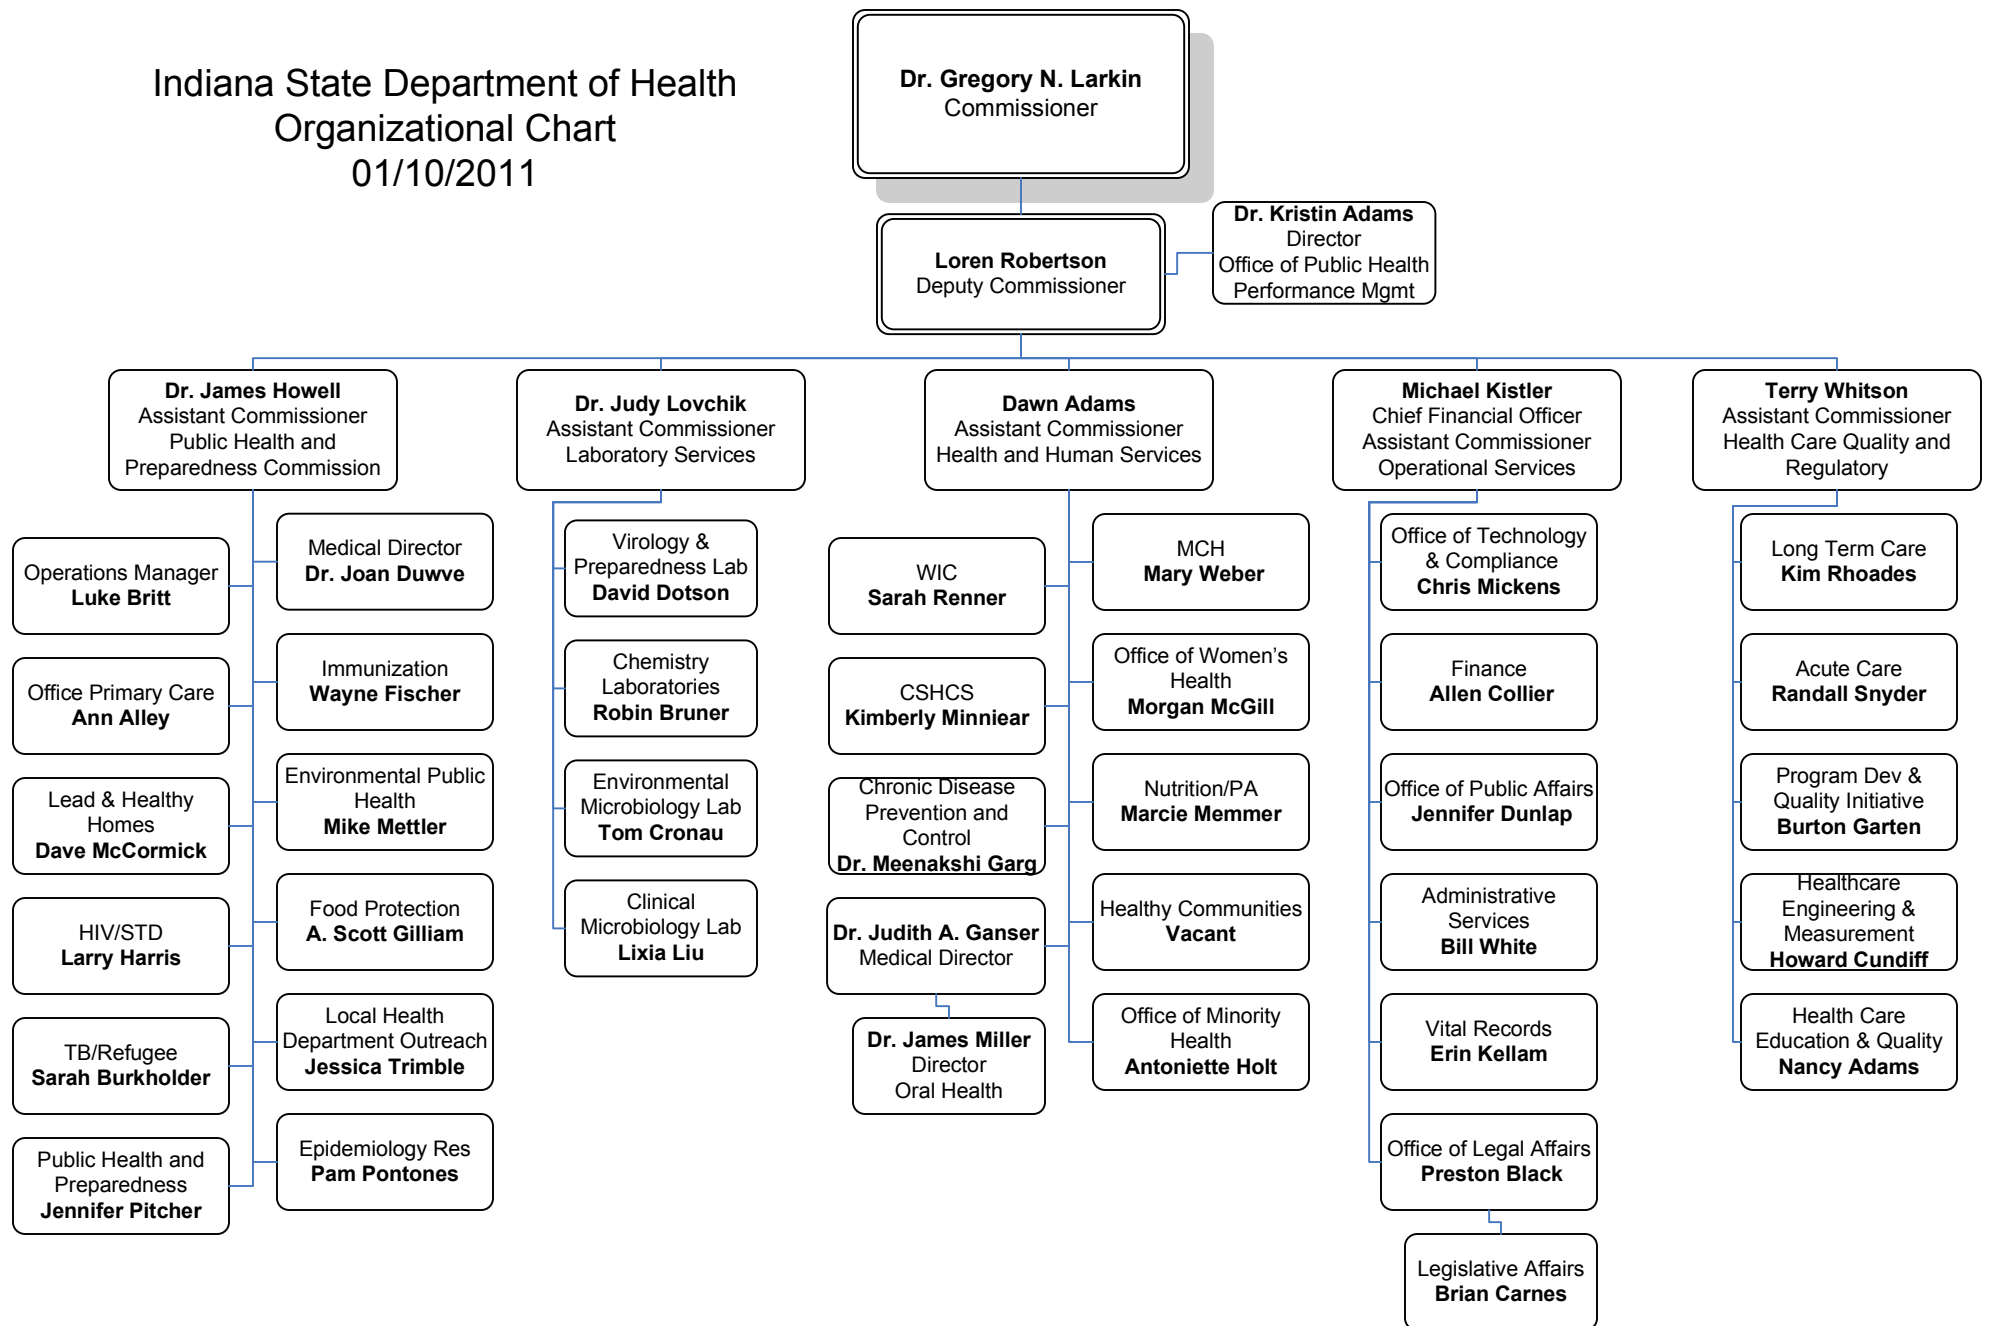 Indiana State Department of Health
Organizational Chart
01/10/2011
Dr. Gregory N. Larkin
Commissioner
Loren Robertson
Deputy Commissioner
Dr. Kristin Adams
Director
Office of Public Health
Performance Mgmt
Dr. James Howell
Assistant Commissioner
Public Health and
Preparedness Commission
Dr. Judy Lovchik
Assistant Commissioner
Laboratory Services
Dawn Adams
Assistant Commissioner
Health and Human Services
Michael Kistler
Chief Financial Officer
Assistant Commissioner
Operational Services
Terry Whitson
Assistant Commissioner
Health Care Quality and
Regulatory
Operations Manager
Luke Britt
Office Primary Care
Ann Alley
Lead & Healthy
Homes
Dave McCormick
HIV/STD
Larry Harris
TB/Refugee
Sarah Burkholder
Public Health and
Preparedness
Jennifer Pitcher
Medical Director
Dr. Joan Duwve
Immunization
Wayne Fischer
Environmental Public
Health
Mike Mettler
Food Protection
A. Scott Gilliam
Local Health
Department Outreach
Jessica Trimble
Epidemiology Res
Pam Pontones
Virology &
Preparedness Lab
David Dotson
Chemistry
Laboratories
Robin Bruner
Environmental
Microbiology Lab
Tom Cronau
Clinical
Microbiology Lab
Lixia Liu
WIC
Sarah Renner
CSHCS
Kimberly Minniear
Chronic Disease
Prevention and
Control
Dr. Meenakshi Garg
Dr. Judith A. Ganser
Medical Director
Dr. James Miller
Director
Oral Health
MCH
Mary Weber
Office of Women's
Health
Morgan McGill
Nutrition/PA
Marcie Memmer
Healthy Communities
Vacant
Office of Minority
Health
Antoniette Holt
Office of Technology
& Compliance
Chris Mickens
Finance
Allen Collier
Office of Public Affairs
Jennifer Dunlap
Administrative
Services
Bill White
Vital Records
Erin Kellam
Office of Legal Affairs
Preston Black
Legislative Affairs
Brian Carnes
Long Term Care
Kim Rhoades
Acute Care
Randall Snyder
Program Dev &
Quality Initiative
Burton Garten
Healthcare
Engineering &
Measurement
Howard Cundiff
Health Care
Education & Quality
Nancy Adams